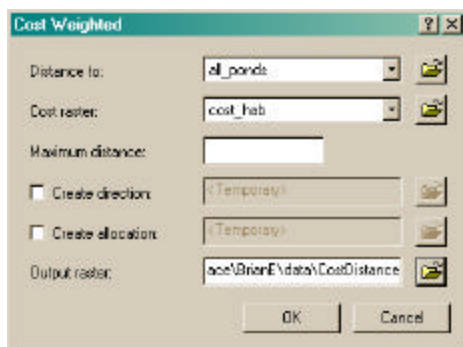 Cost Weighted
Distance to: all_ponds
Cost raster: cost_hab
Maximum distance:
Create direction: <Temporary>
Create allocation: <Temporary>
Output raster: ace\BrianE\data\CostDistance
OK Cancel